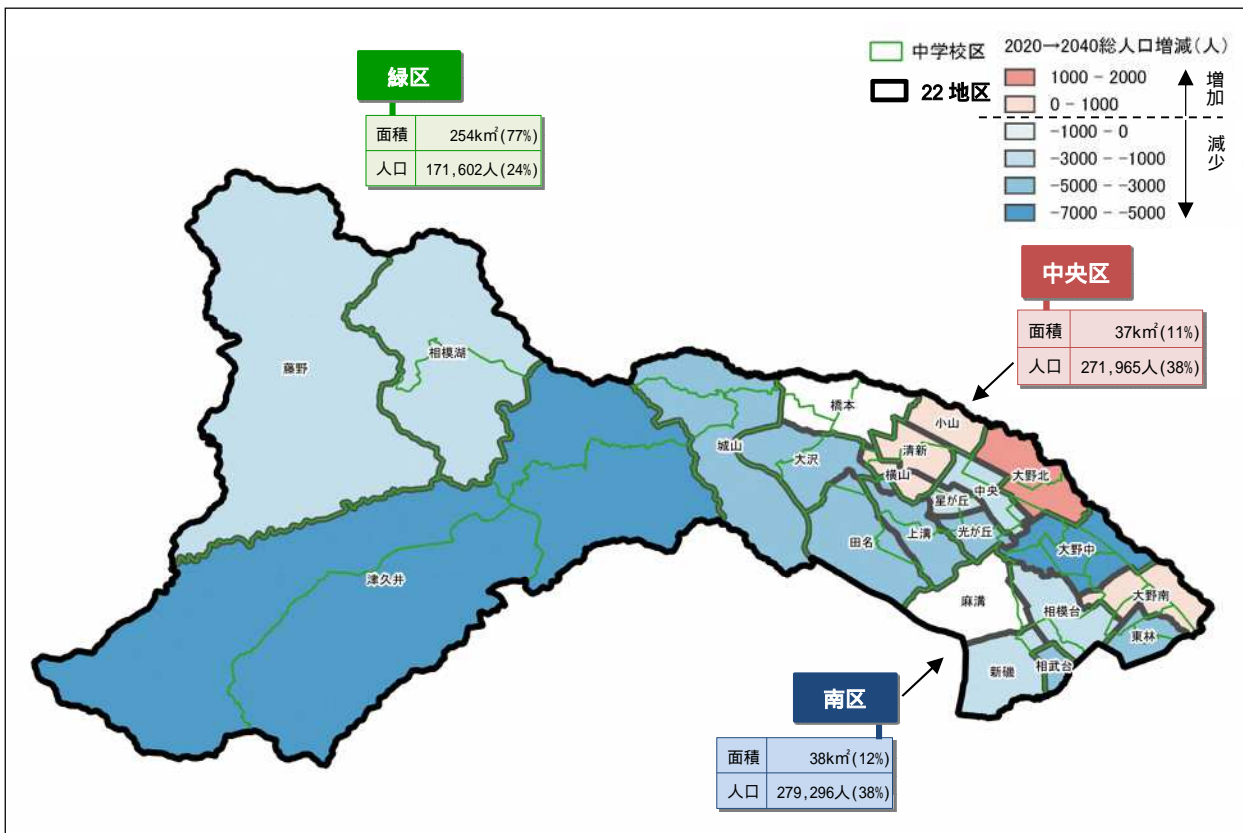 緑区
面積 254k㎡(77%)
人口 171,602人(24%)
中学校区
22 地区
2020→2040総人口増減(人)
1000 − 2000
0 − 1000
−1000 − 0
−3000 − −1000
−5000 − −3000
−7000 − −5000
増加
減少
中央区
面積 37k㎡(11%)
人口 271,965人(38%)
藤野
相模湖
津久井
城山
橋本
大沢
小山
清新
横山
大野北
中央
星が丘
田名
上溝
光が丘
大野中
麻溝
相模台
大野南
東林
新磯
相武台
南区
面積 38k㎡(12%)
人口 279,296人(38%)